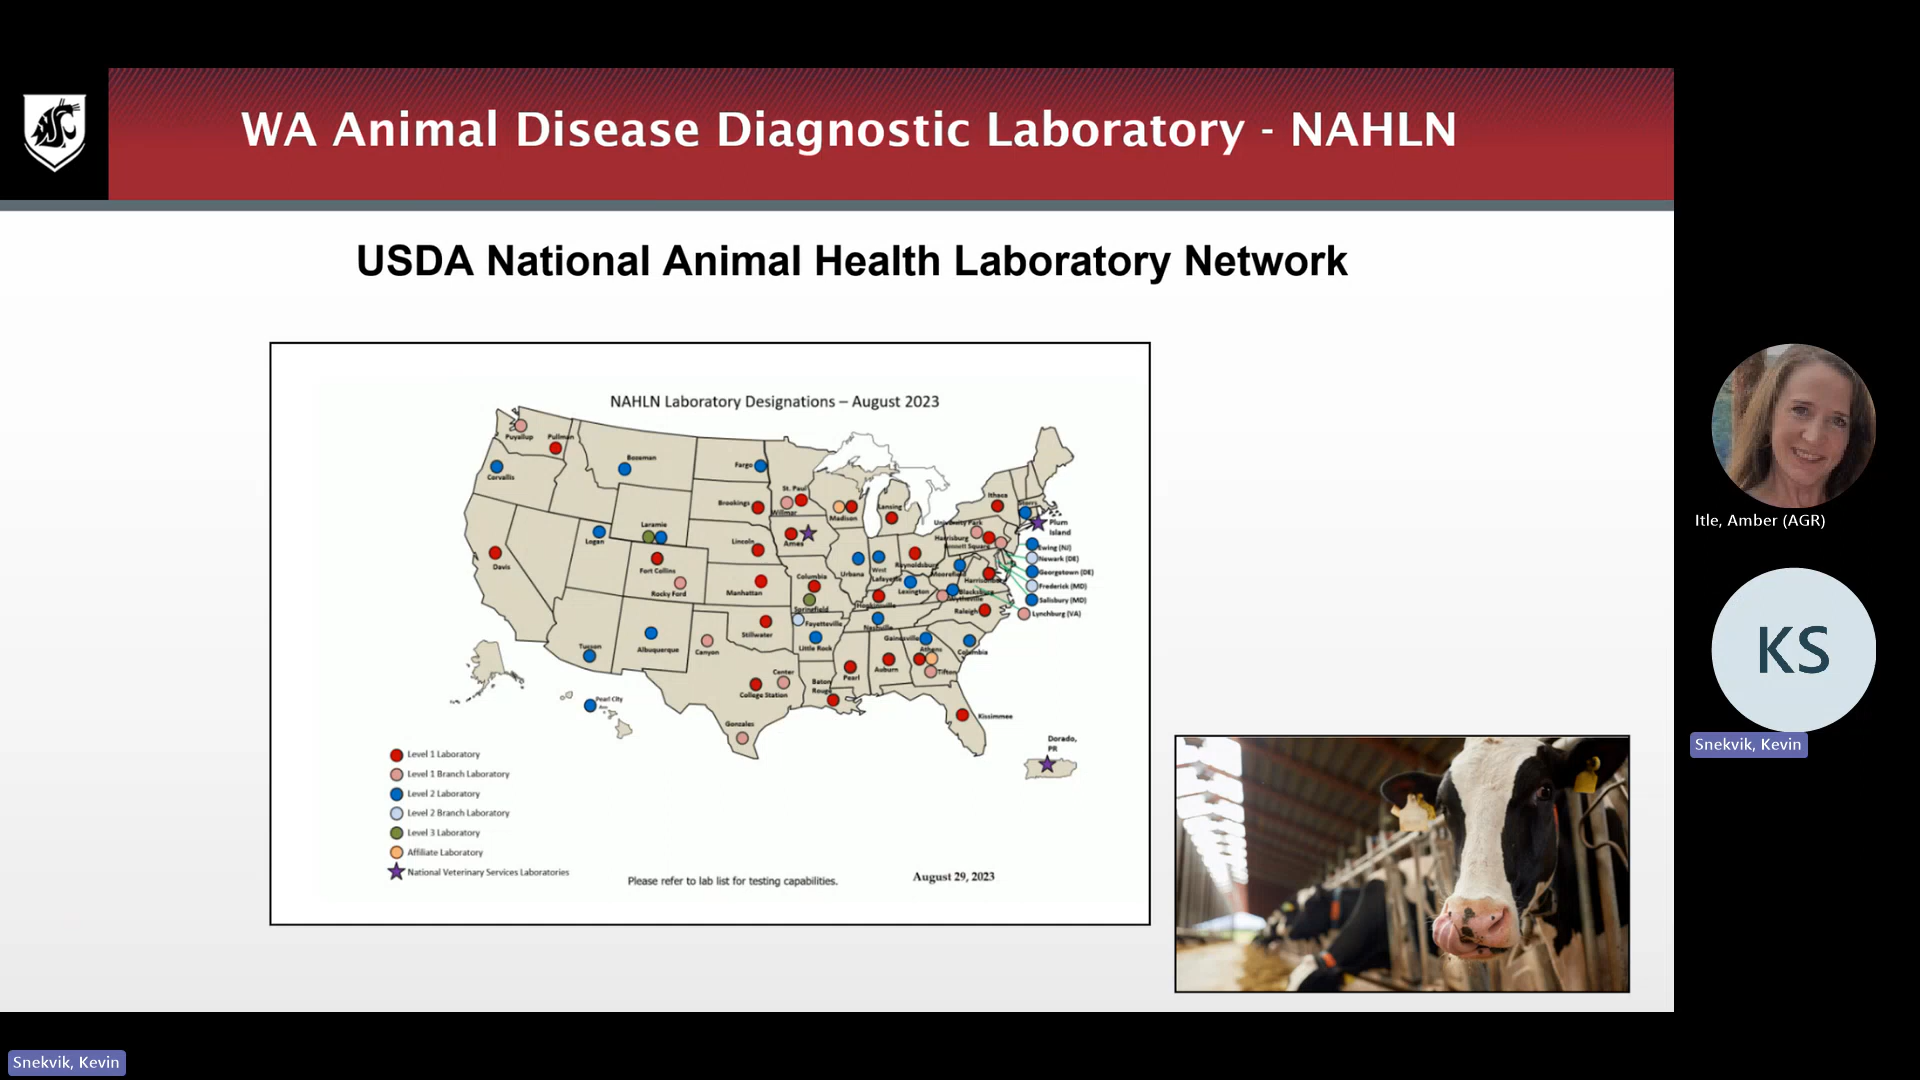 WA Animal Disease Diagnostic Laboratory - NAHLN
USDA National Animal Health Laboratory Network
NAHLN Laboratory Designations – August 2023
Puyallup
Pullman
Corvallis
Bozeman
Fargo
St. Paul
Willmar
Brookings
Madison
Lansing
Ithaca
Storrs
Plum
Island
University Park
Harrisburg
Kennett Square
Laramie
Logan
Davis
Lincoln
Ames
Fort Collins
Rocky Ford
Manhattan
Columbia
Springfield
Urbana
West
Lafayette
Reynoldsburg
Moorefield
Lexington
Harrisonburg
Blacksburg
Wytheville
Hopkinsville
Raleigh
Ewing (NJ)
Newark (DE)
Georgetown (DE)
Frederick (MD)
Salisbury (MD)
Lynchburg (VA)
Tucson
Albuquerque
Canyon
Stillwater
Fayetteville
Little Rock
Nashville
Gainesville
Athens
Columbia
Tifton
Auburn
Pearl
Baton
Rouge
Center
College Station
Gonzales
Kissimmee
Pearl City
Dorado,
PR
Level 1 Laboratory
Level 1 Branch Laboratory
Level 2 Laboratory
Level 2 Branch Laboratory
Level 3 Laboratory
Affiliate Laboratory
National Veterinary Services Laboratories
Please refer to lab list for testing capabilities.
August 29, 2023
Itle, Amber (AGR)
KS
Snekvik, Kevin
Snekvik, Kevin